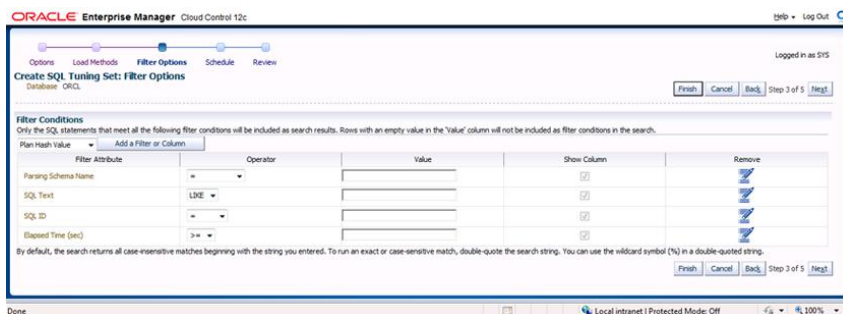 ORACLE Enterprise Manager Cloud Control 12c
Help Log Out
Options Load Methods Filter Options Schedule Review
Logged in as SYS
Create SQL Tuning Set: Filter Options
Database ORCL
Finish Cancel Back Step 3 of 5 Next
Filter Conditions
Only the SQL statements that meet all the following filter conditions will be included as search results. Rows with an empty value in the 'Value' column will not be included as filter conditions in the search.
Plan Hash Value Add a Filter or Column
Filter Attribute Operator Value Show Column Remove
Parsing Schema Name =
SQL Text LIKE
SQL ID =
Elapsed Time (sec) >=
By default, the search returns all case-insensitive matches beginning with the string you entered. To run an exact or case-sensitive match, double-quote the search string. You can use the wildcard symbol (%) in a double-quoted string.
Finish Cancel Back Step 3 of 5 Next
Done Local intranet | Protected Mode: Off 100%